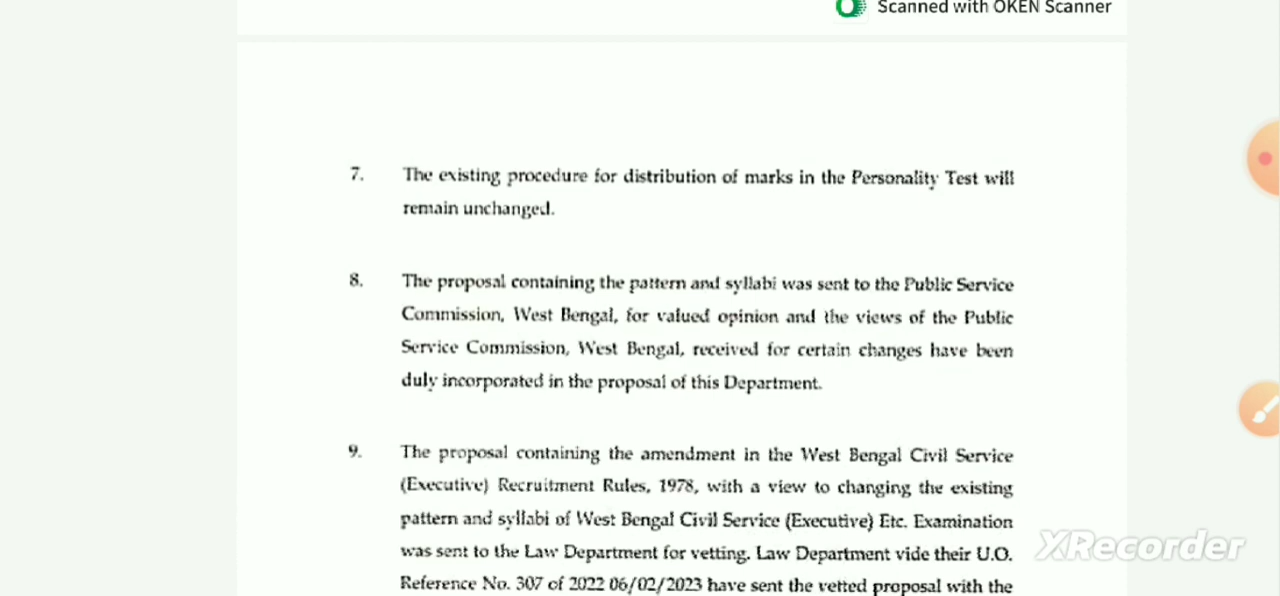 Scanned with OKEN Scanner
7. The existing procedure for distribution of marks in the Personality Test will
remain unchanged.
8. The proposal containing the pattern and syllabi was sent to the Public Service
Commission, West Bengal, for valued opinion and the views of the Public
Service Commission, West Bengal, received for certain changes have been
duly incorporated in the proposal of this Department.
9. The proposal containing the amendment in the West Bengal Civil Service
(Executive) Recruitment Rules, 1978, with a view to changing the existing
pattern and syllabi of West Bengal Civil Service (Executive) Etc. Examination
was sent to the Law Department for vetting. Law Department vide their U.O.
Reference No. 307 of 2022 06/02/2023 have sent the vetted proposal with the
XRecorder